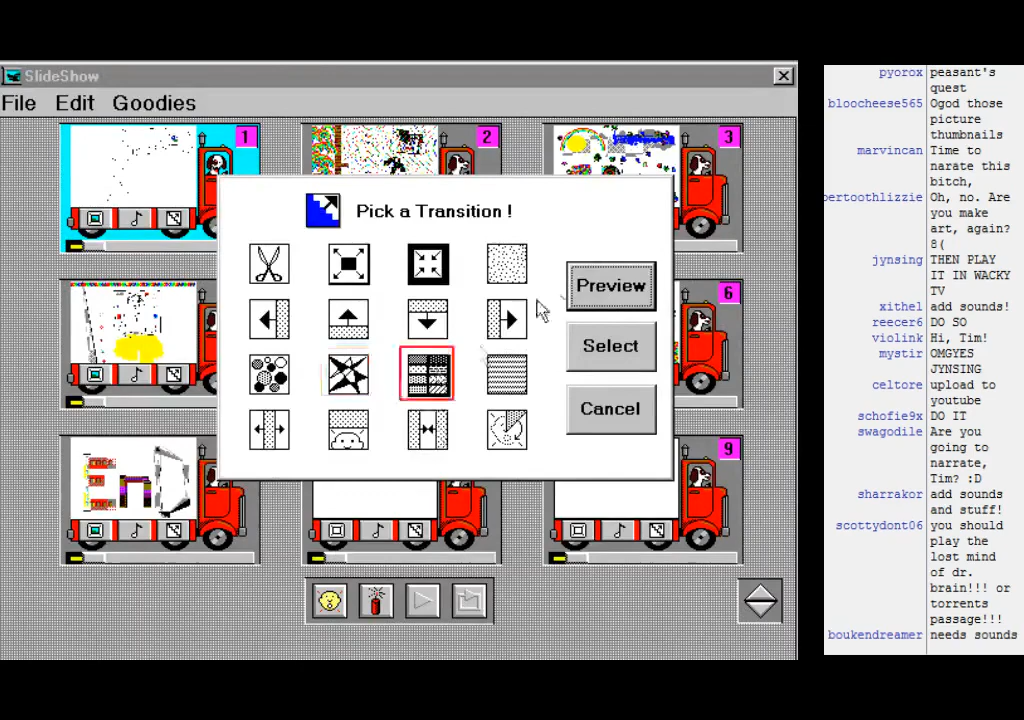 SlideShow
File Edit Goodies
1
2
3
Pick a Transition !
Preview
Select
Cancel
6
9
EnD
pyorox peasant's
quest
bloocheese565 Ogod those
picture
thumbnails
marvincan Time to
narate this
bitch,
pertoothlizzie Oh, no. Are
you make
art, again?
8(
jynsing THEN PLAY
IT IN WACKY
TV
xithel add sounds!
reecer6 DO SO
violink Hi, Tim!
mystir OMGYES
JYNSING
celtore upload to
youtube
schofie9x DO IT
swagodile Are you
going to
narrate,
Tim? :D
sharrakor add sounds
and stuff!
scottydont06 you should
play the
lost mind
of dr.
brain!!! or
torrents
passage!!!
boukendreamer needs sounds